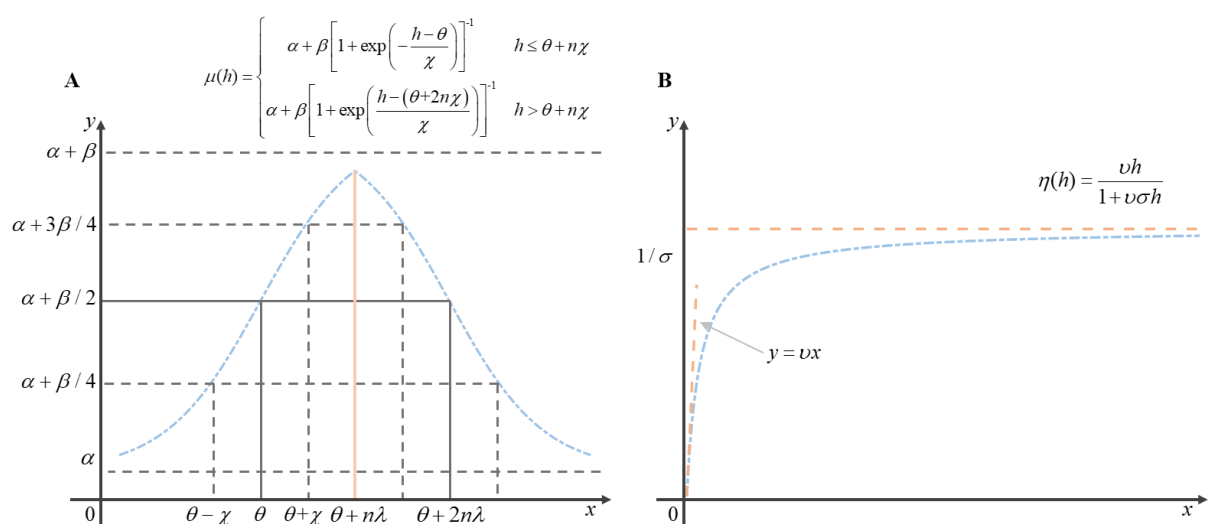 A
μ(h) = { α + β[1 + exp(−(h − θ)/χ)]^-1 h ≤ θ + nχ
α + β[1 + exp((h − (θ+2nχ))/χ)]^-1 h > θ + nχ
y
α + β
α + 3β / 4
α + β / 2
α + β / 4
α
0
θ − χ
θ
θ + χ
θ + nλ
θ + 2nλ
x
B
y
η(h) = υh / (1 + υσh)
1 / σ
y = υx
0
x